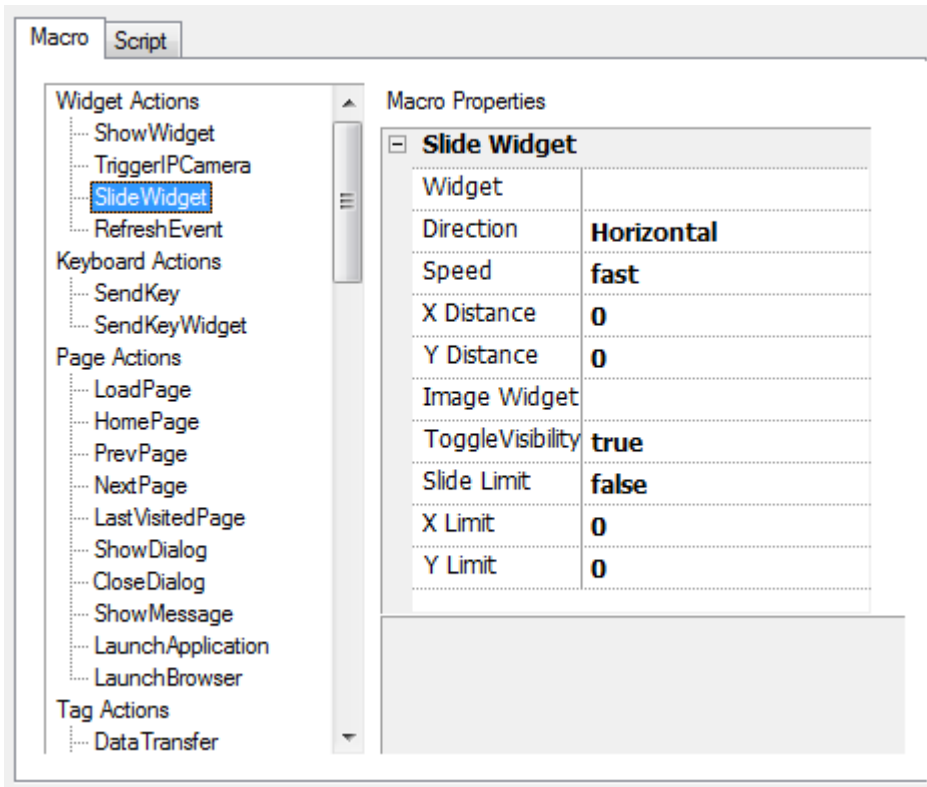 Macro Script
Widget Actions
ShowWidget
TriggerIPCamera
SlideWidget
RefreshEvent
Keyboard Actions
SendKey
SendKeyWidget
Page Actions
LoadPage
HomePage
PrevPage
NextPage
LastVisitedPage
ShowDialog
CloseDialog
ShowMessage
LaunchApplication
LaunchBrowser
Tag Actions
DataTransfer
Macro Properties
Slide Widget
Widget
Direction Horizontal
Speed fast
X Distance 0
Y Distance 0
Image Widget
ToggleVisibility true
Slide Limit false
X Limit 0
Y Limit 0